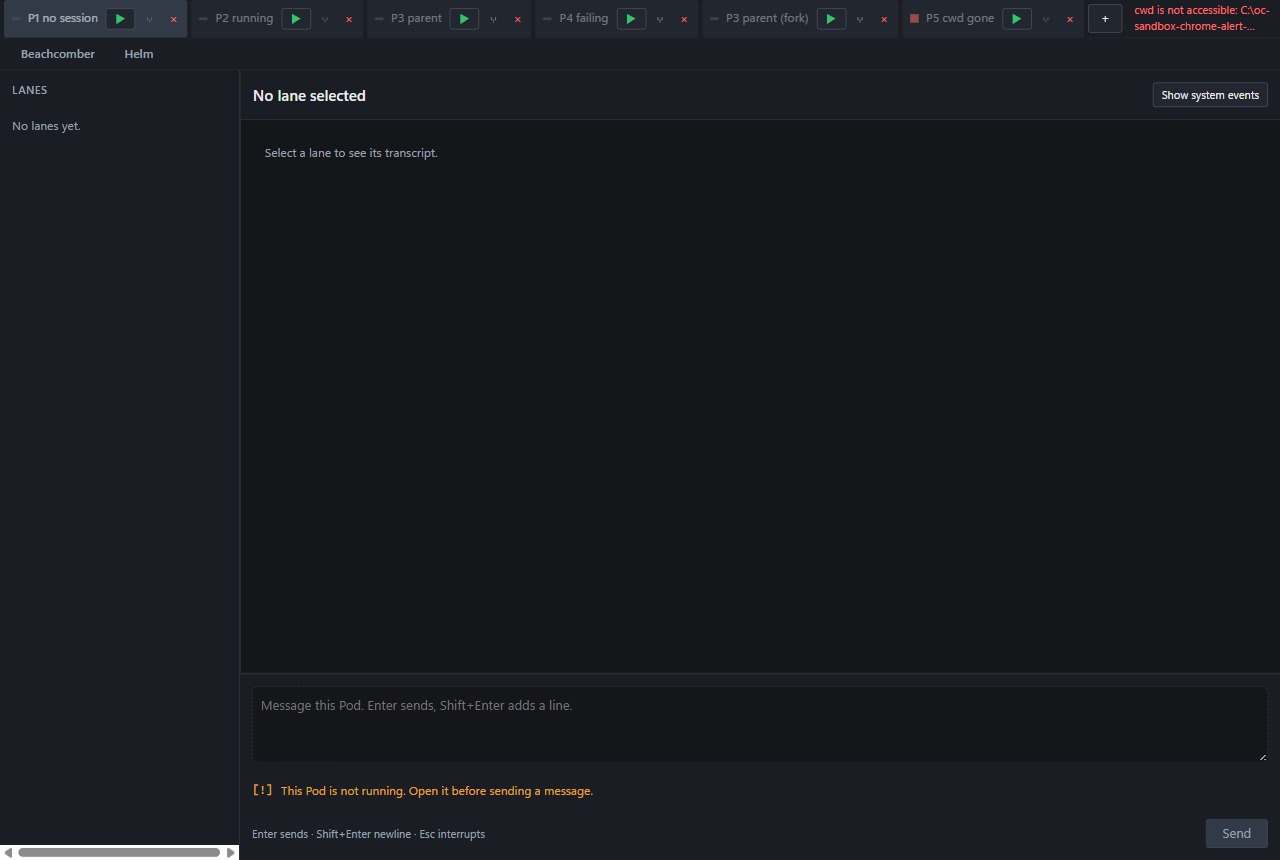 P1 no session
P2 running
P3 parent
P4 failing
P3 parent (fork)
P5 cwd gone
+
cwd is not accessible: C:\oc-
sandbox-chrome-alert-...
Beachcomber
Helm
LANES
No lanes yet.
No lane selected
Show system events
Select a lane to see its transcript.
Message this Pod. Enter sends, Shift+Enter adds a line.
[!] This Pod is not running. Open it before sending a message.
Enter sends · Shift+Enter newline · Esc interrupts
Send